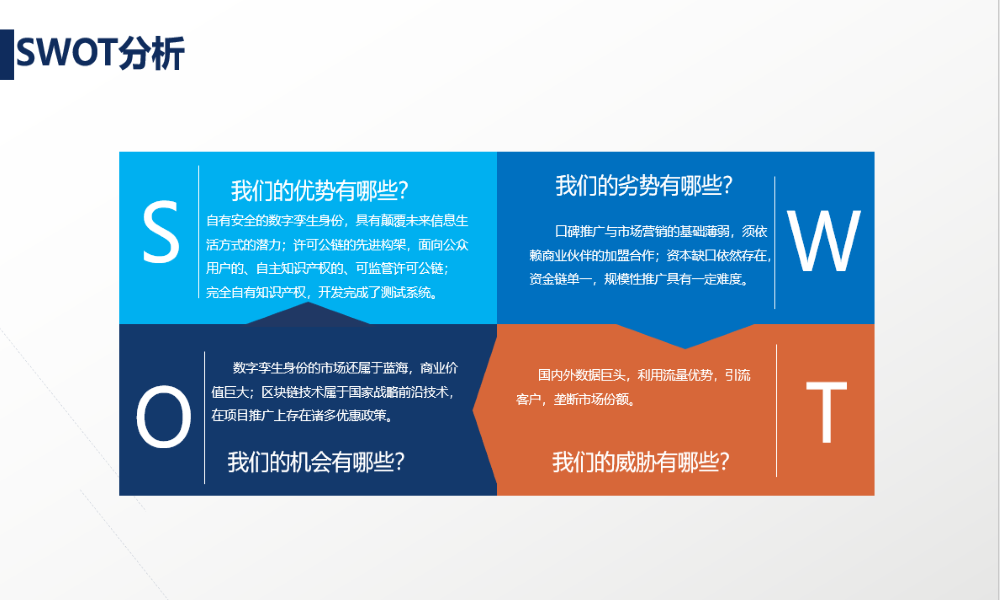 SWOT分析
S
我们的优势有哪些?
自有安全的数字孪生身份，具有颠覆未来信息生
活方式的潜力；许可公链的先进构架，面向公众
用户的、自主知识产权的、可监管许可公链；
完全自有知识产权，开发完成了测试系统。
我们的劣势有哪些?
口碑推广与市场营销的基础薄弱，须依
赖商业伙伴的加盟合作；资本缺口依然存在，
资金链单一，规模性推广具有一定难度。
W
O
数字孪生身份的市场还属于蓝海，商业价
值巨大；区块链技术属于国家战略前沿技术，
在项目推广上存在诸多优惠政策。
我们的机会有哪些?
国内外数据巨头，利用流量优势，引流
客户，垄断市场份额。
我们的威胁有哪些?
T